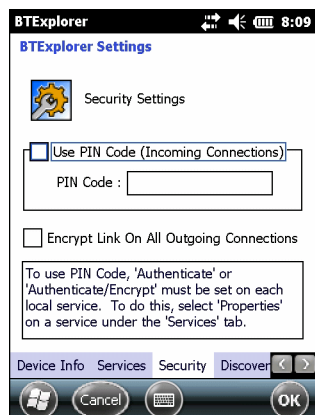 BTExplorer 8:09
BTExplorer Settings
Security Settings
Use PIN Code (Incoming Connections)
PIN Code :
Encrypt Link On All Outgoing Connections
To use PIN Code, 'Authenticate' or
'Authenticate/Encrypt' must be set on each
local service. To do this, select 'Properties'
on a service under the 'Services' tab.
Device Info Services Security Discover
Cancel OK